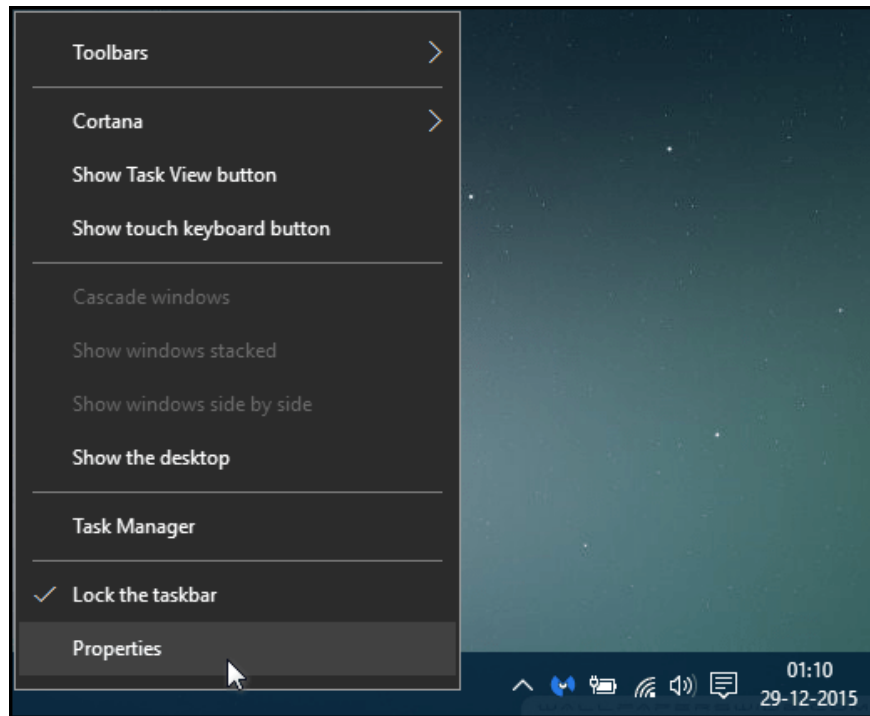 Toolbars
Cortana
Show Task View button
Show touch keyboard button
Cascade windows
Show windows stacked
Show windows side by side
Show the desktop
Task Manager
Lock the taskbar
Properties
01:10
29-12-2015